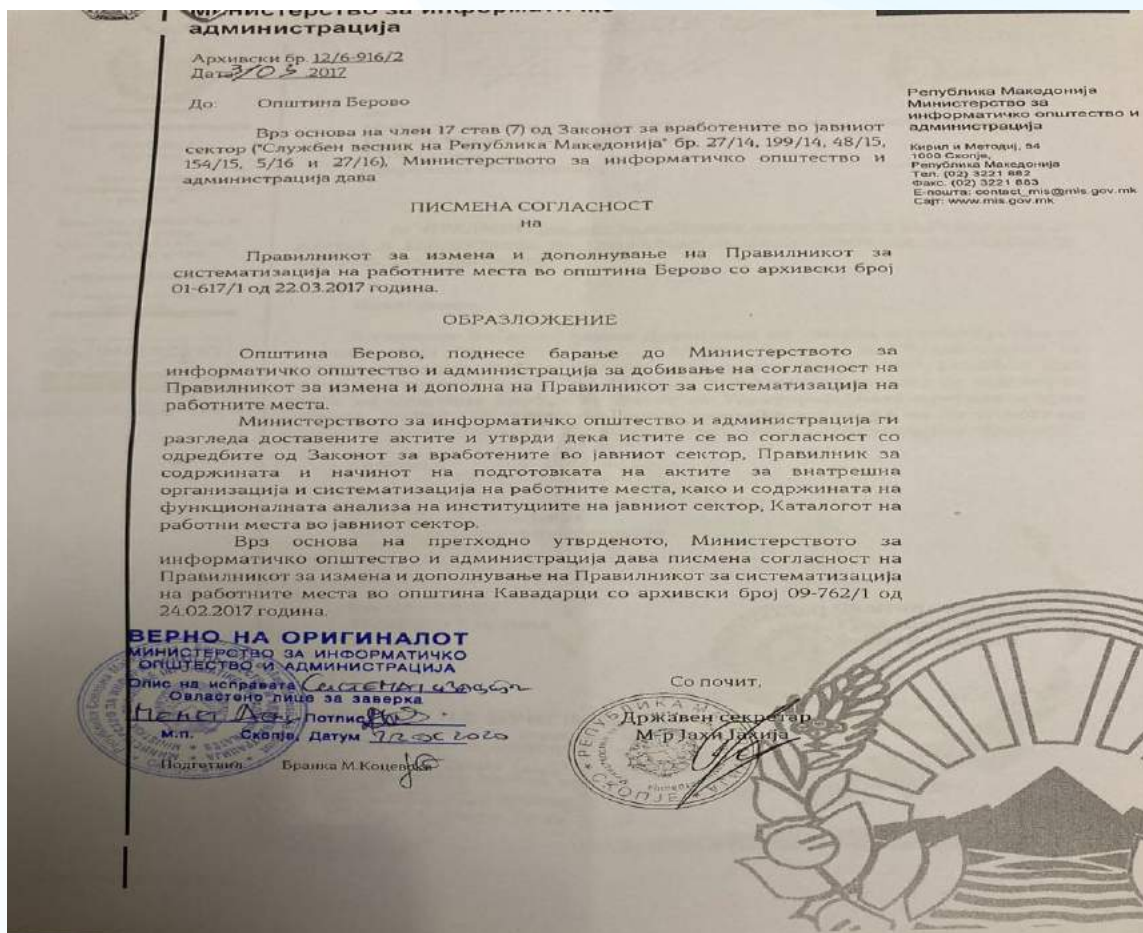 Министерство за информатичко
администрација
Архивски бр. 12/6-916/2
Дата 2017
До: Општина Берово
Врз основа на член 17 став (7) од Законот за вработените во јавниот
сектор ("Службен весник на Република Македонија" бр. 27/14, 199/14, 48/15,
154/15, 5/16 и 27/16), Министерството за информатичко општество и
администрација дава
ПИСМЕНА СОГЛАСНОСТ
на
Правилникот за измена и дополнување на Правилникот за
систематизација на работните места во општина Берово со архивски број
01-617/1 од 22.03.2017 година.
ОБРАЗЛОЖЕНИЕ
Општина Берово, поднесе барање до Министерството за
информатичко општество и администрација за добивање на согласност на
Правилникот за измена и дополна на Правилникот за систематизација на
работните места.
Министерството за информатичко општество и администрација ги
разгледа доставените актите и утврди дека истите се во согласност со
одредбите од Законот за вработените во јавниот сектор, Правилник за
содржината и начинот на подготовката на актите за внатрешна
организација и систематизација на работните места, како и содржината на
функционалната анализа на институциите на јавниот сектор, Каталогот на
работни места во јавниот сектор.
Врз основа на претходно утврденото, Министерството за
информатичко општество и администрација дава писмена согласност на
Правилникот за измена и дополнување на Правилникот за систематизација
на работните места во општина Кавадарци со архивски број 09-762/1 од
24.02.2017 година.
Република Македонија
Министерство за
информатичко општество и
администрација
Кирил и Методиј, 54
1000 Скопје,
Република Македонија
Тел. (02) 3221 882
Факс. (02) 3221 883
Е-пошта: contact_mis@mis.gov.mk
Сајт: www.mis.gov.mk
ВЕРНО НА ОРИГИНАЛОТ
МИНИСТЕРСТВО ЗА ИНФОРМАТИЧКО
ОПШТЕСТВО И АДМИНИСТРАЦИЈА
Опис на исправата
Овластено лице за заверка
Потпис
М.п. Скопје, Датум
Подготвил: Бранка М.Коцевска
Со почит,
Државен секретар
М-р Јахи Јахија
РЕПУБЛИКА
СКОПЈЕ